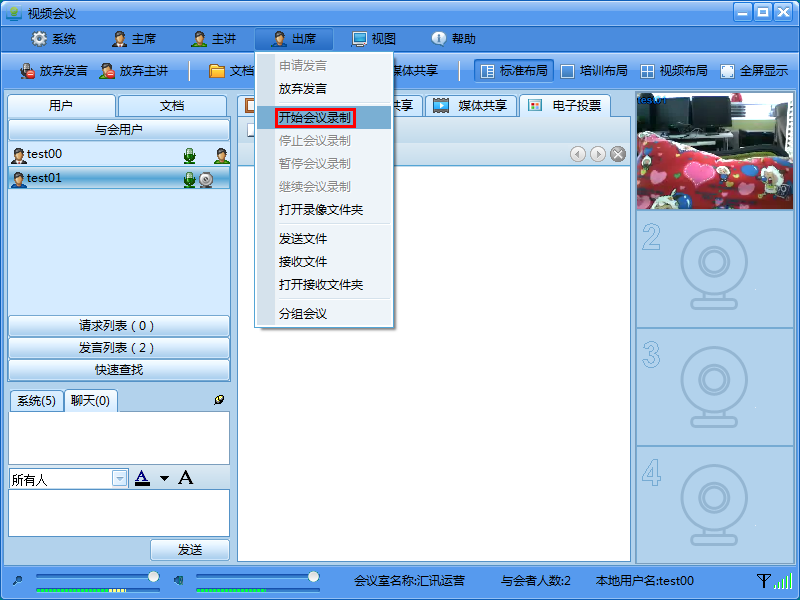 视频会议
系统 主席 主讲 出席 视图 帮助
放弃发言 放弃主讲 文档 媒体共享 标准布局 培训布局 视频布局 全屏显示
申请发言
放弃发言
开始会议录制
停止会议录制
暂停会议录制
继续会议录制
打开录像文件夹
发送文件
接收文件
打开接收文件夹
分组会议
用户 文档
与会用户
test00
test01
请求列表（0）
发言列表（2）
快速查找
系统(5) 聊天(0)
所有人 A A
发送
共享 媒体共享 电子投票
test01
2
3
4
会议室名称:汇讯运营 与会者人数:2 本地用户名:test00